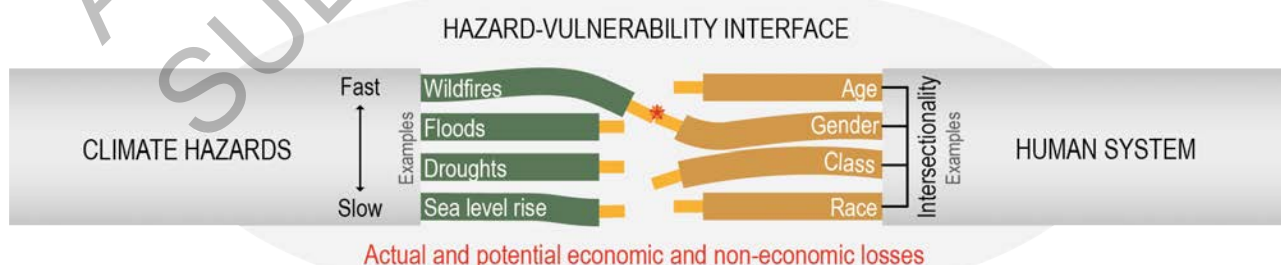 HAZARD-VULNERABILITY INTERFACE
CLIMATE HAZARDS
Fast
Slow
Examples
Wildfires
Floods
Droughts
Sea level rise
Age
Gender
Class
Race
Intersectionality
Examples
HUMAN SYSTEM
Actual and potential economic and non-economic losses